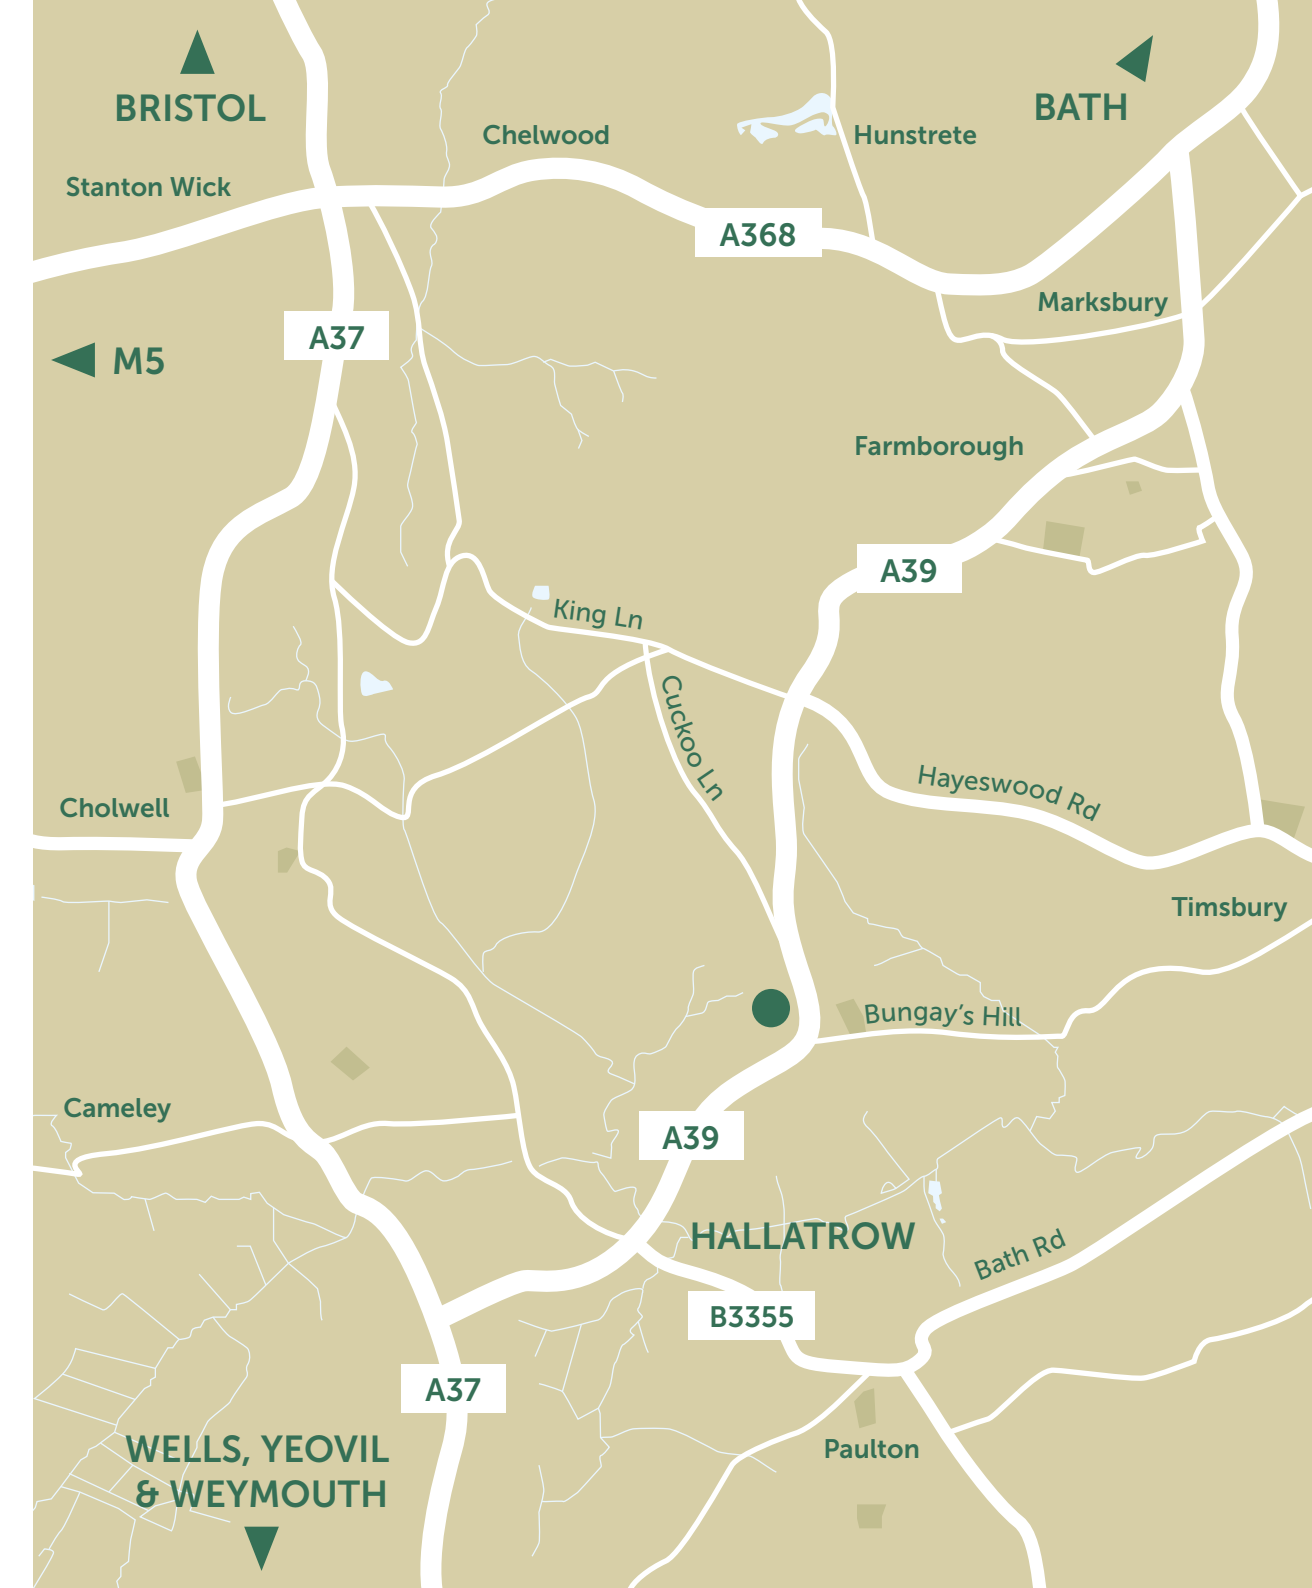 BRISTOL
BATH
Chelwood
Hunstrete
Stanton Wick
A368
Marksbury
A37
M5
Farmborough
A39
King Ln
Cuckoo Ln
Hayeswood Rd
Cholwell
Timsbury
Bungay's Hill
Cameley
A39
HALLATROW
Bath Rd
B3355
A37
WELLS, YEOVIL
& WEYMOUTH
Paulton